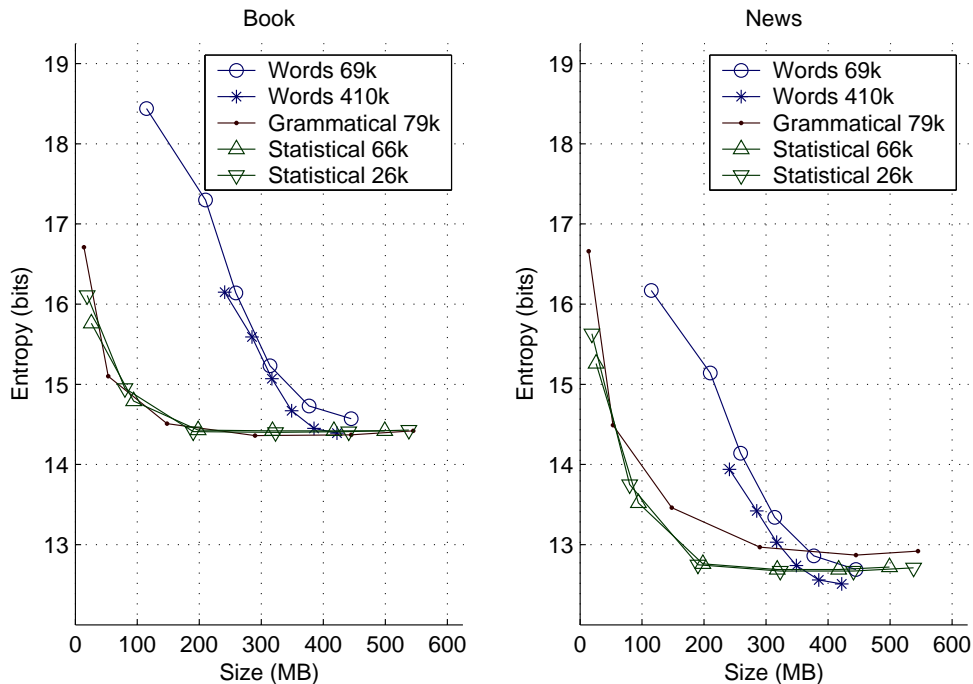 Book
19
18
17
16
15
14
13
0 100 200 300 400 500 600
Entropy (bits)
Size (MB)
Words 69k
Words 410k
Grammatical 79k
Statistical 66k
Statistical 26k
News
19
18
17
16
15
14
13
0 100 200 300 400 500 600
Entropy (bits)
Size (MB)
Words 69k
Words 410k
Grammatical 79k
Statistical 66k
Statistical 26k